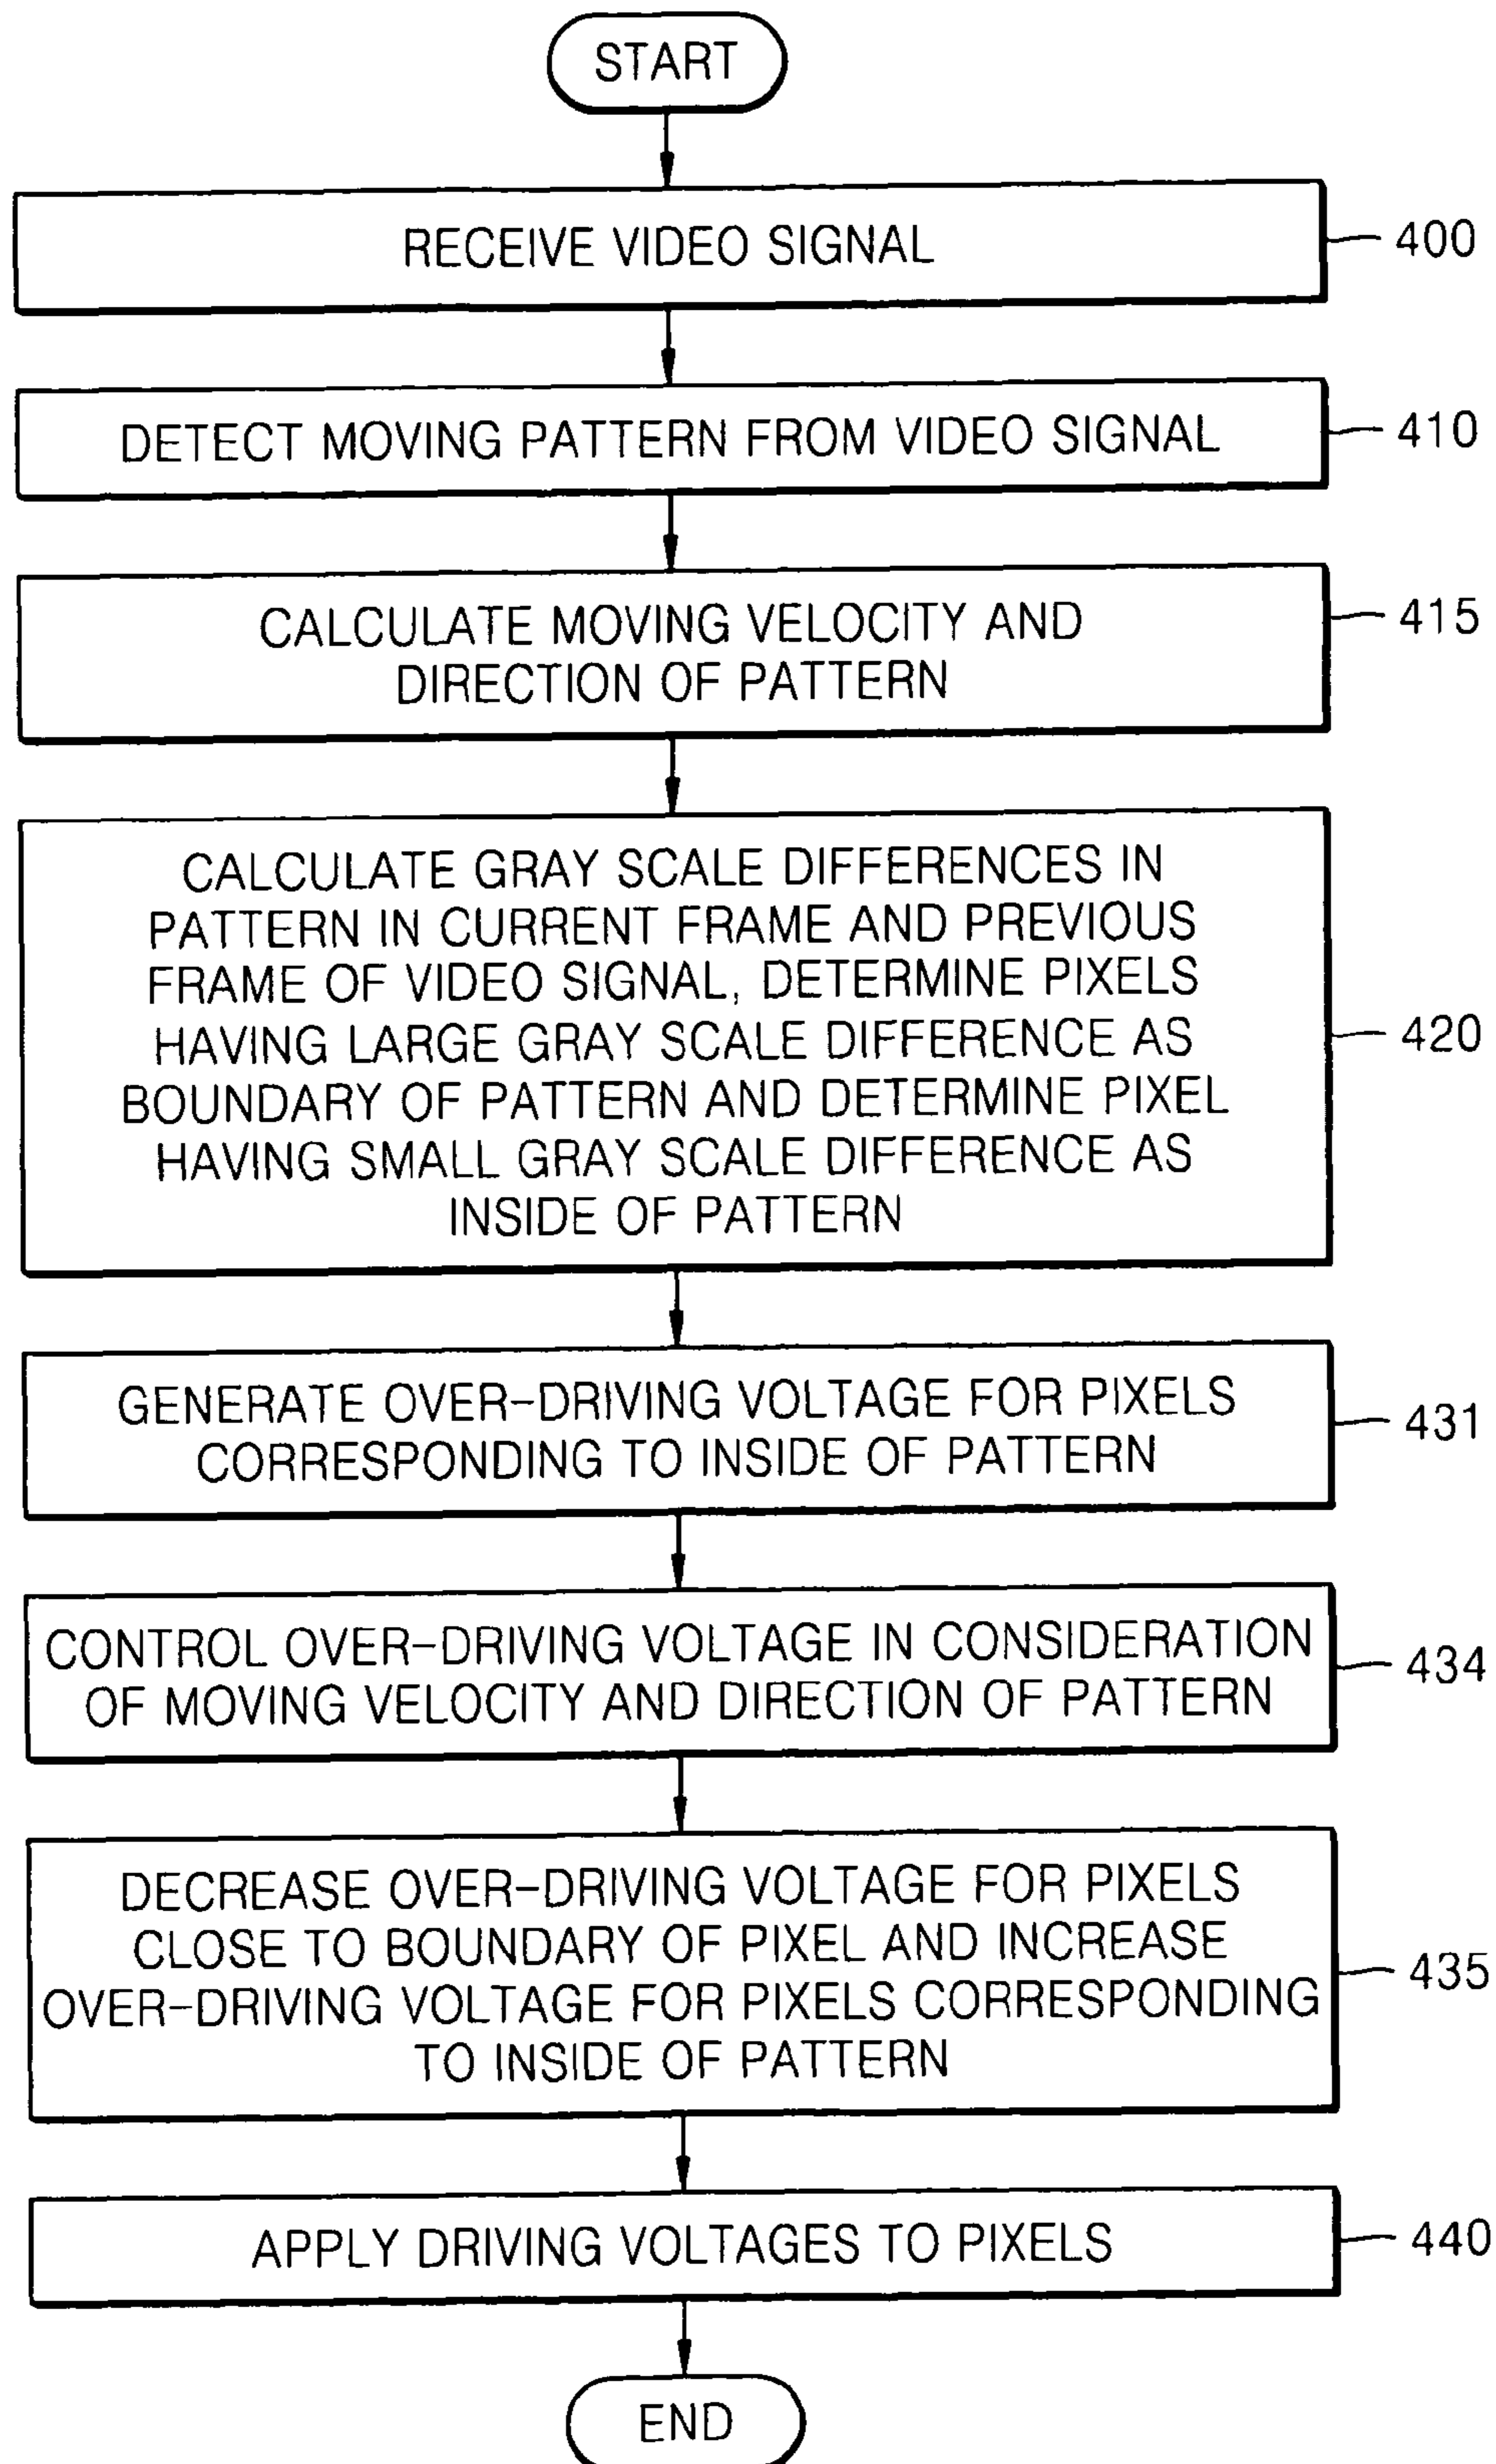 START
RECEIVE VIDEO SIGNAL
400
DETECT MOVING PATTERN FROM VIDEO SIGNAL
410
CALCULATE MOVING VELOCITY AND
DIRECTION OF PATTERN
415
CALCULATE GRAY SCALE DIFFERENCES IN
PATTERN IN CURRENT FRAME AND PREVIOUS
FRAME OF VIDEO SIGNAL, DETERMINE PIXELS
HAVING LARGE GRAY SCALE DIFFERENCE AS
BOUNDARY OF PATTERN AND DETERMINE PIXEL
HAVING SMALL GRAY SCALE DIFFERENCE AS
INSIDE OF PATTERN
420
GENERATE OVER-DRIVING VOLTAGE FOR PIXELS
CORRESPONDING TO INSIDE OF PATTERN
431
CONTROL OVER-DRIVING VOLTAGE IN CONSIDERATION
OF MOVING VELOCITY AND DIRECTION OF PATTERN
434
DECREASE OVER-DRIVING VOLTAGE FOR PIXELS
CLOSE TO BOUNDARY OF PIXEL AND INCREASE
OVER-DRIVING VOLTAGE FOR PIXELS CORRESPONDING
TO INSIDE OF PATTERN
435
APPLY DRIVING VOLTAGES TO PIXELS
440
END